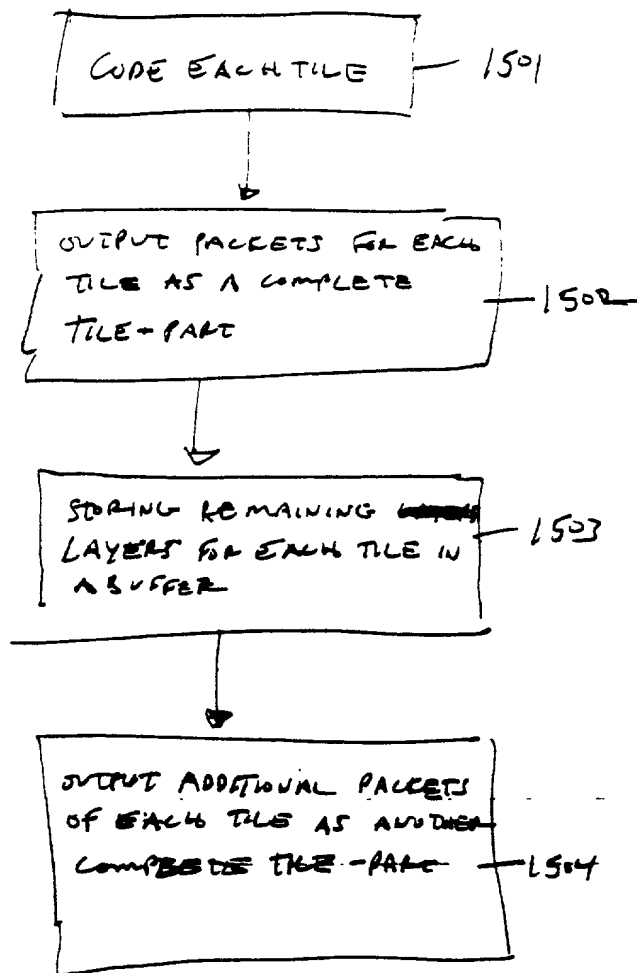 CODE EACH TILE
1501
OUTPUT PACKETS FOR EACH
TILE AS A COMPLETE
TILE-PART
1502
STORING REMAINING
LAYERS FOR EACH TILE IN
A BUFFER
1503
OUTPUT ADDITIONAL PACKETS
OF EACH TILE AS ANOTHER
COMPLETE TILE-PART
1504